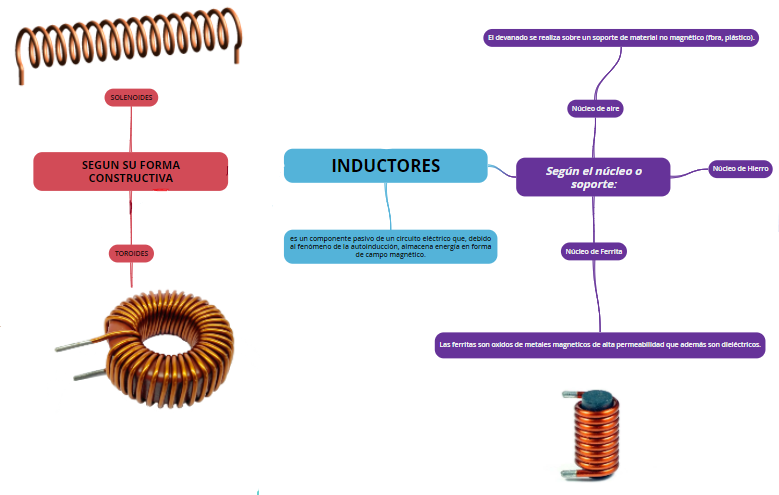 SOLENOIDES
SEGUN SU FORMA
CONSTRUCTIVA
TOROIDES
INDUCTORES
es un componente pasivo de un circuito eléctrico que, debido
al fenómeno de la autoinducción, almacena energía en forma
de campo magnético.
El devanado se realiza sobre un soporte de material no magnético (fbra, plástico).
Núcleo de aire
Según el núcleo o
soporte:
Núcleo de Hierro
Núcleo de Ferrita
Las ferritas son oxidos de metales magneticos de alta permeabilidad que además son dieléctricos.